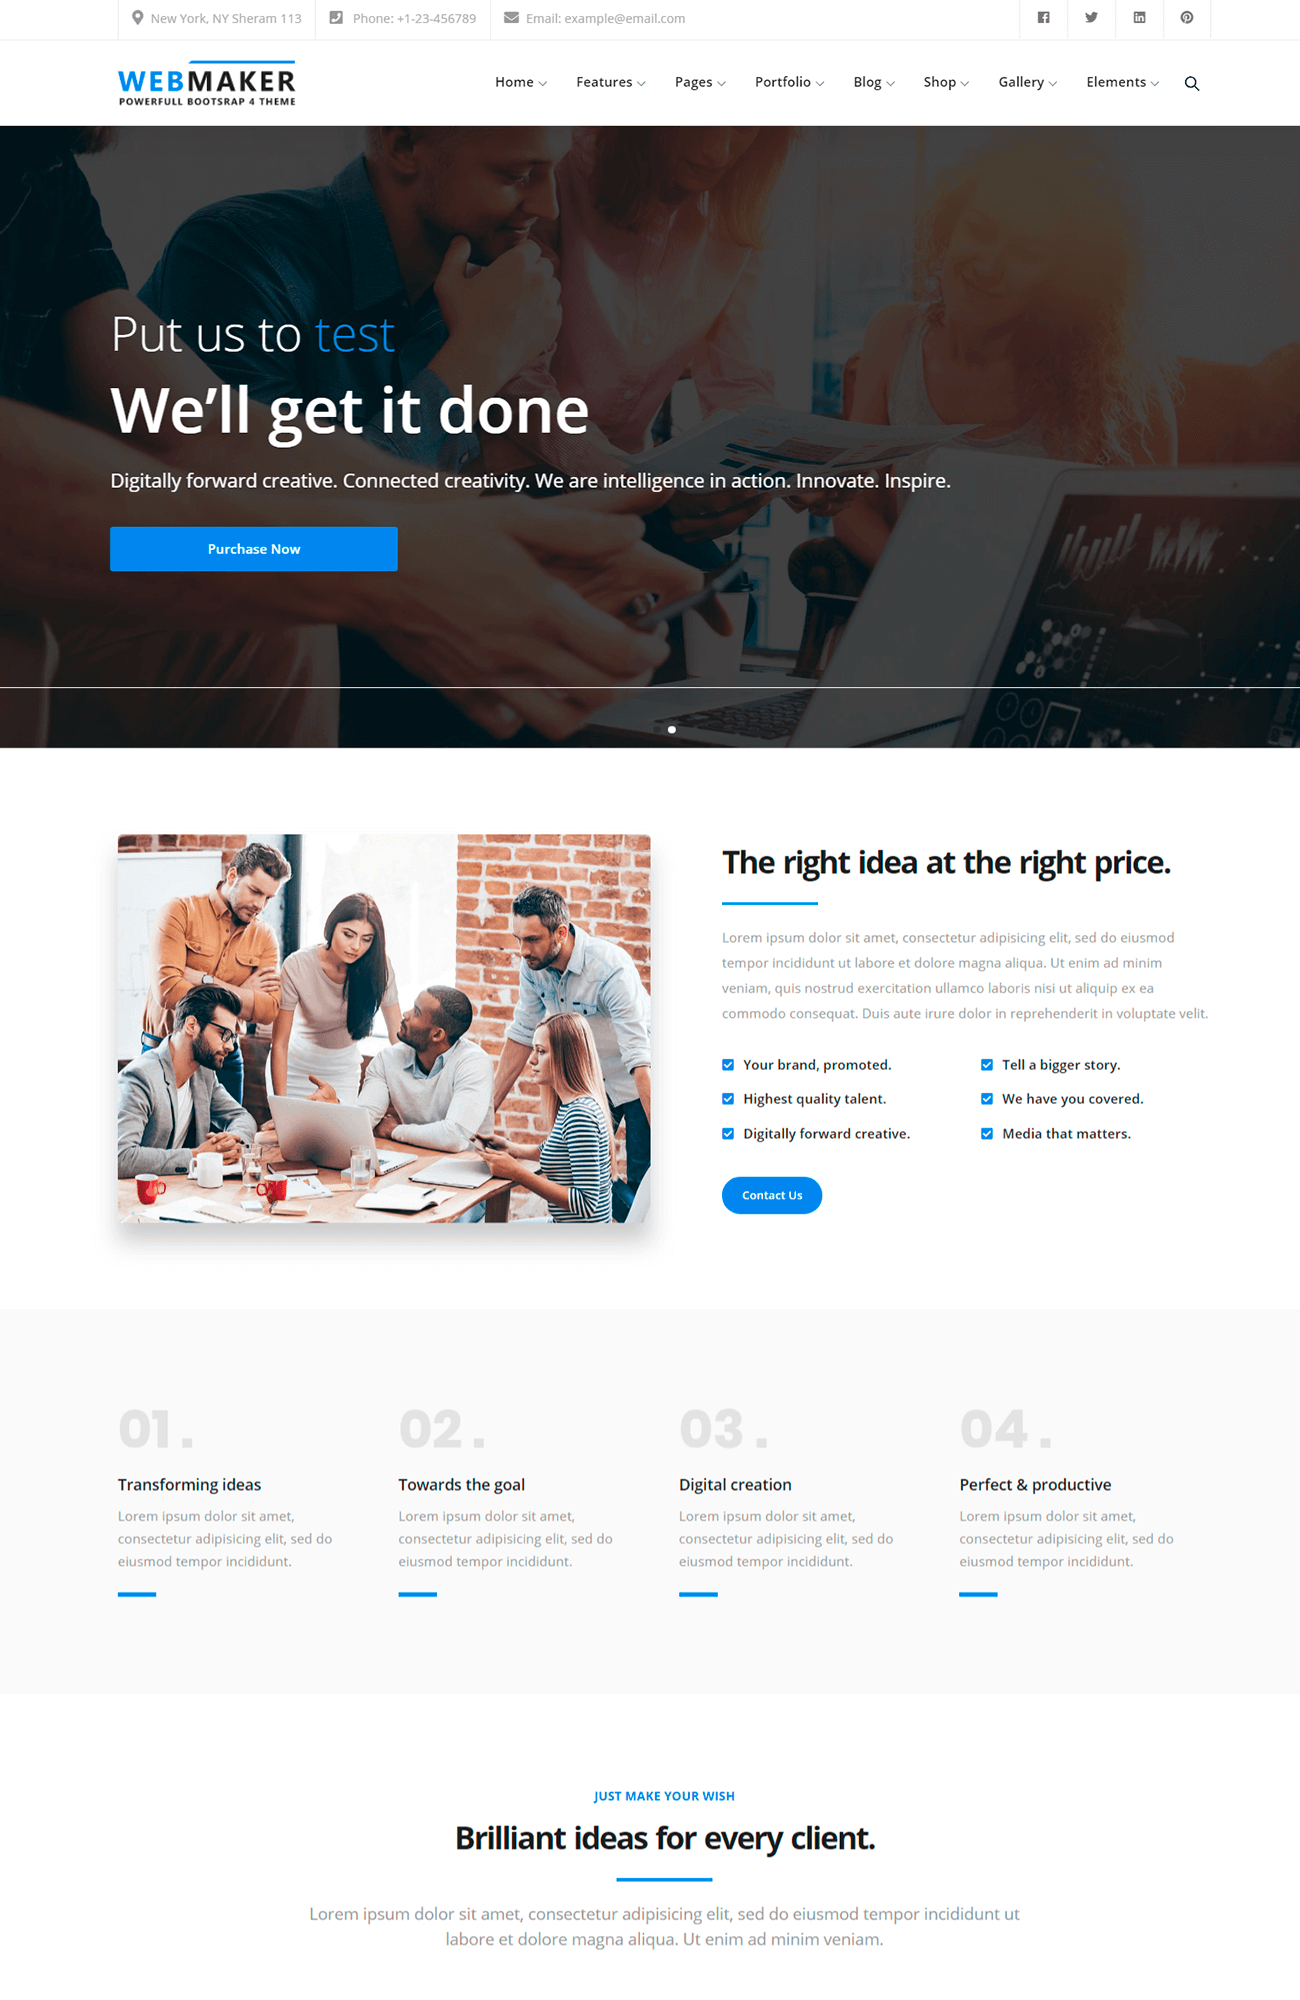 New York, NY Sheram 113 Phone: +1-23-456789 Email: example@email.com
WEBMAKER
POWERFULL BOOTSRAP 4 THEME
Home Features Pages Portfolio Blog Shop Gallery Elements
Put us to test
We'll get it done
Digitally forward creative. Connected creativity. We are intelligence in action. Innovate. Inspire.
Purchase Now
The right idea at the right price.
Lorem ipsum dolor sit amet, consectetur adipisicing elit, sed do eiusmod
tempor incididunt ut labore et dolore magna aliqua. Ut enim ad minim
veniam, quis nostrud exercitation ullamco laboris nisi ut aliquip ex ea
commodo consequat. Duis aute irure dolor in reprehenderit in voluptate velit.
Your brand, promoted.
Highest quality talent.
Digitally forward creative.
Tell a bigger story.
We have you covered.
Media that matters.
Contact Us
01.
Transforming ideas
Lorem ipsum dolor sit amet,
consectetur adipisicing elit, sed do
eiusmod tempor incididunt.
02.
Towards the goal
Lorem ipsum dolor sit amet,
consectetur adipisicing elit, sed do
eiusmod tempor incididunt.
03.
Digital creation
Lorem ipsum dolor sit amet,
consectetur adipisicing elit, sed do
eiusmod tempor incididunt.
04.
Perfect & productive
Lorem ipsum dolor sit amet,
consectetur adipisicing elit, sed do
eiusmod tempor incididunt.
JUST MAKE YOUR WISH
Brilliant ideas for every client.
Lorem ipsum dolor sit amet, consectetur adipisicing elit, sed do eiusmod tempor incididunt ut
labore et dolore magna aliqua. Ut enim ad minim veniam.